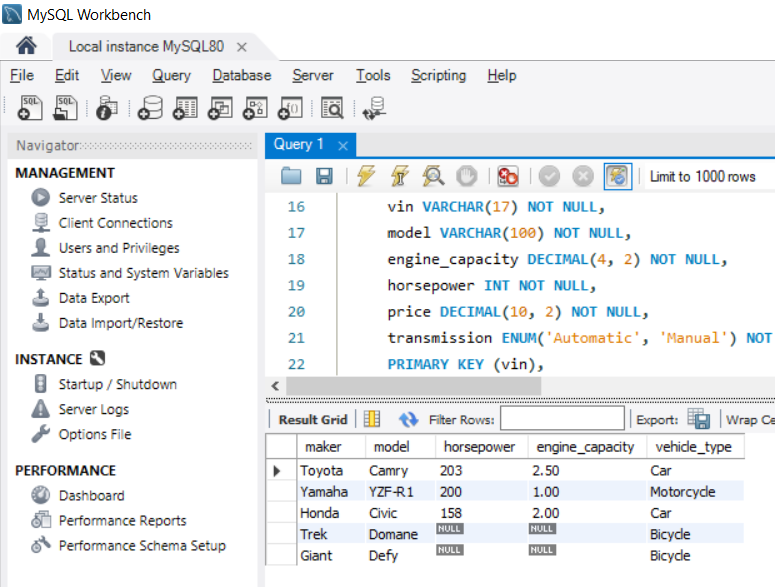 MySQL Workbench
Local instance MySQL80
File Edit View Query Database Server Tools Scripting Help
Navigator
Query 1
MANAGEMENT
Server Status
Client Connections
Users and Privileges
Status and System Variables
Data Export
Data Import/Restore
INSTANCE
Startup / Shutdown
Server Logs
Options File
PERFORMANCE
Dashboard
Performance Reports
Performance Schema Setup
Limit to 1000 rows
16 vin VARCHAR(17) NOT NULL,
17 model VARCHAR(100) NOT NULL,
18 engine_capacity DECIMAL(4, 2) NOT NULL,
19 horsepower INT NOT NULL,
20 price DECIMAL(10, 2) NOT NULL,
21 transmission ENUM('Automatic', 'Manual') NOT
22 PRIMARY KEY (vin),
Result Grid Filter Rows: Export: Wrap Ce
maker model horsepower engine_capacity vehicle_type
Toyota Camry 203 2.50 Car
Yamaha YZF-R1 200 1.00 Motorcycle
Honda Civic 158 2.00 Car
Trek Domane NULL NULL Bicycle
Giant Defy NULL NULL Bicycle